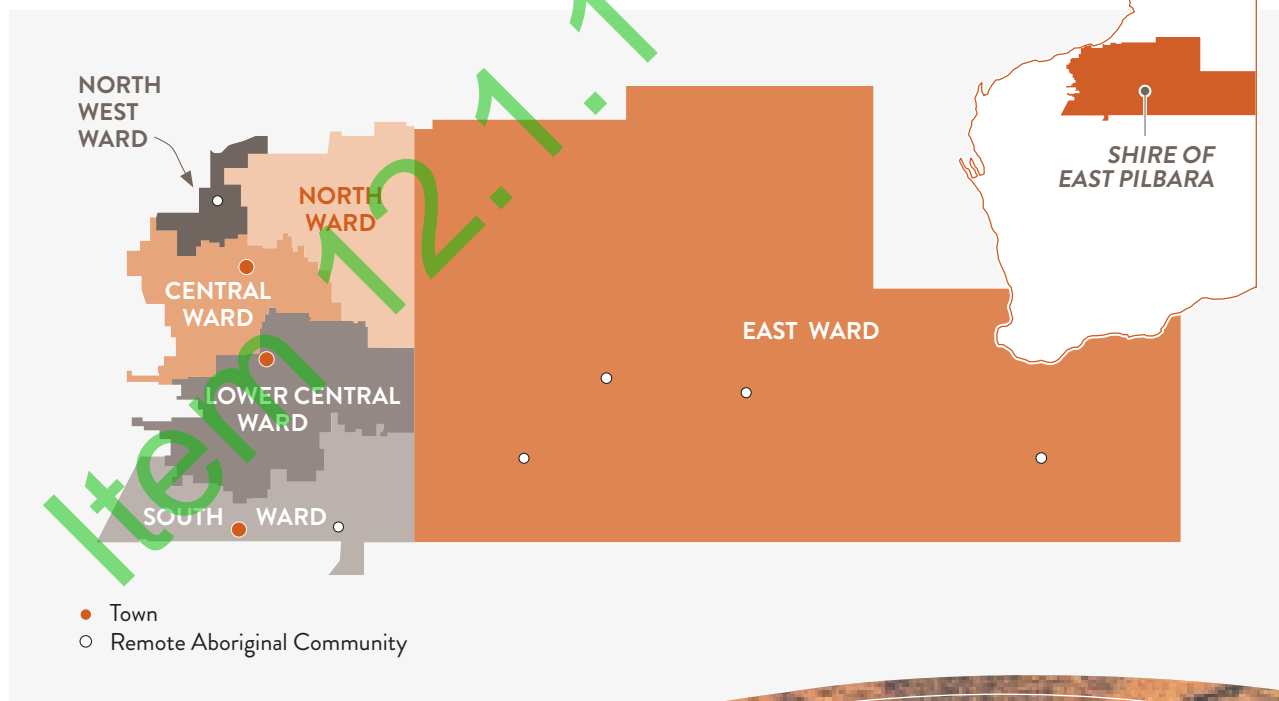 NORTH
WEST
WARD
NORTH
WARD
CENTRAL
WARD
LOWER CENTRAL
WARD
SOUTH WARD
EAST WARD
SHIRE OF
EAST PILBARA
Town
Remote Aboriginal Community
Item 12.1.1